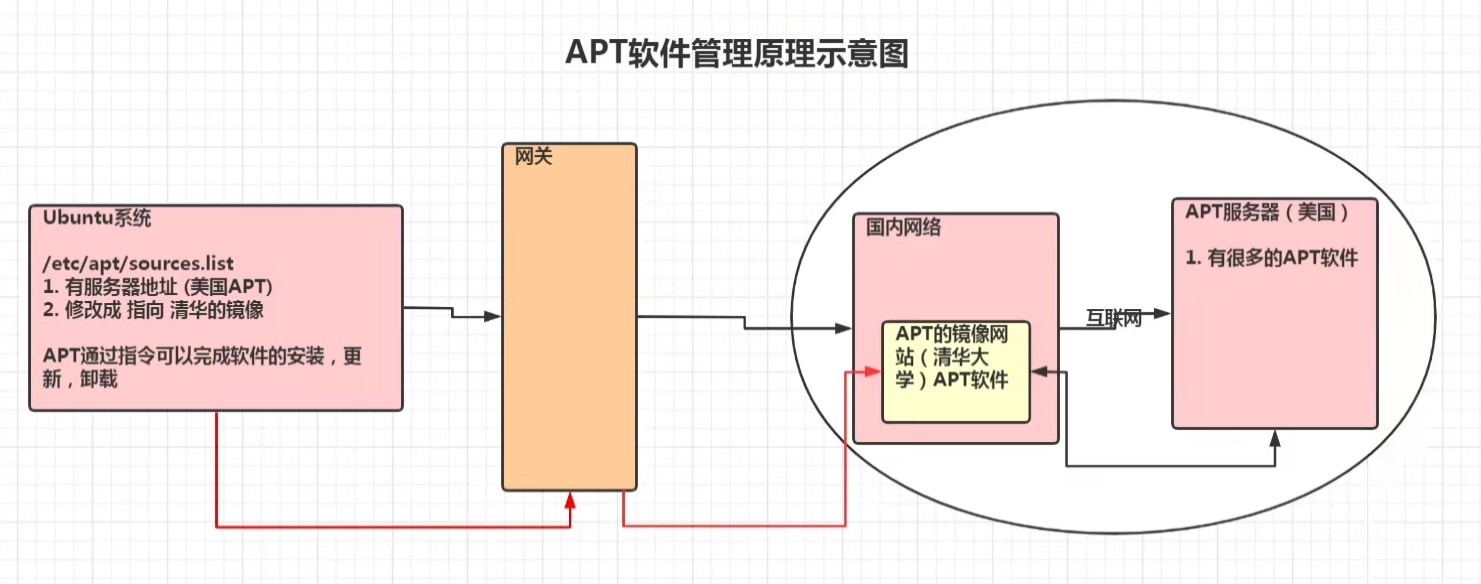 APT软件管理原理示意图
Ubuntu系统
/etc/apt/sources.list
1. 有服务器地址 (美国APT)
2. 修改成 指向 清华的镜像
APT通过指令可以完成软件的安装，更
新，卸载
网关
国内网络
APT的镜像网
站（清华大
学）APT软件
互联网
APT服务器（美国）
1. 有很多的APT软件